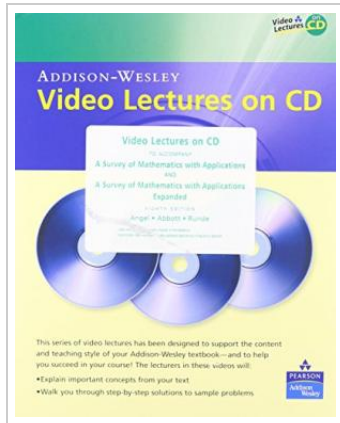 Video Lectures on CD
ADDISON-WESLEY
Video Lectures on CD
Video Lectures on CD
TO ACCOMPANY
A Survey of Mathematics with Applications
AND
A Survey of Mathematics with Applications
Expanded
EIGHTH EDITION
Angel • Abbott • Runde
This series of video lectures has been designed to support the content
and teaching style of your Addison-Wesley textbook—and to help
you succeed in your course! The lecturers in these videos will:
•Explain important concepts from your text
•Walk you through step-by-step solutions to sample problems
PEARSON
Addison
Wesley